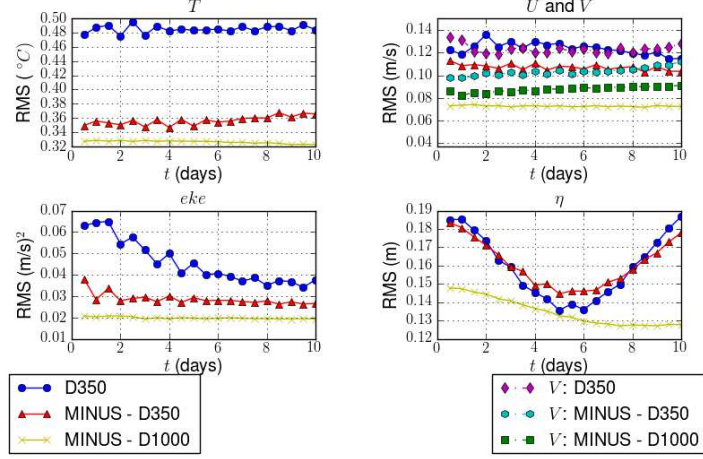 T
U and V
0.50
0.48
0.46
0.44
0.42
0.40
0.38
0.36
0.34
0.32
RMS (°C)
0 2 4 6 8 10
t (days)
0.14
0.12
0.10
0.08
0.06
0.04
RMS (m/s)
0 2 4 6 8 10
t (days)
eke
η
0.07
0.06
0.05
0.04
0.03
0.02
0.01
RMS (m/s)²
0 2 4 6 8 10
t (days)
0.19
0.18
0.17
0.16
0.15
0.14
0.13
0.12
RMS (m)
0 2 4 6 8 10
t (days)
D350
MINUS - D350
MINUS - D1000
V: D350
V: MINUS - D350
V: MINUS - D1000